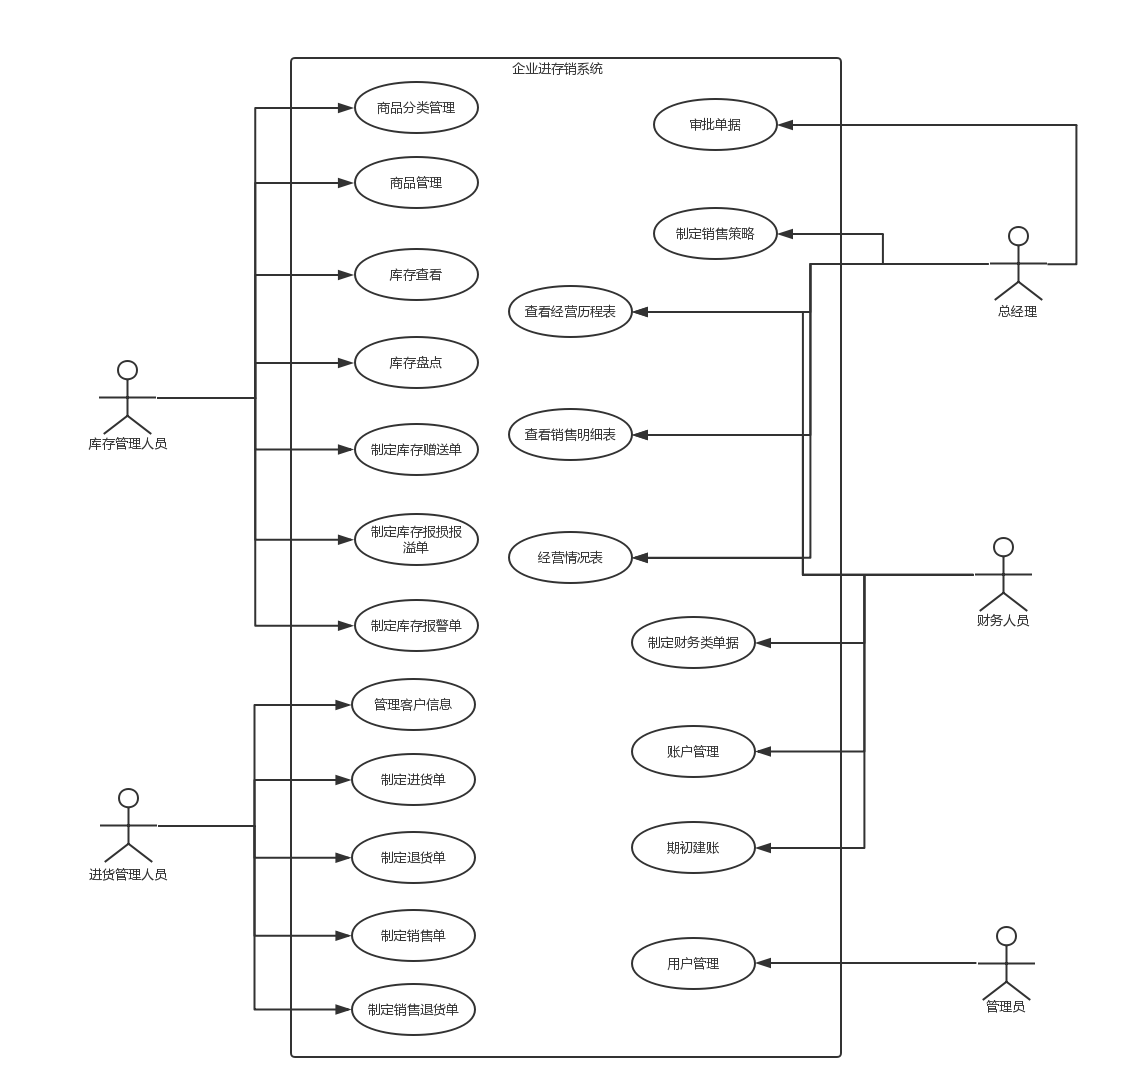 企业进存销系统
商品分类管理
审批单据
商品管理
制定销售策略
库存查看
查看经营历程表
总经理
库存盘点
库存管理人员
查看销售明细表
制定库存赠送单
制定库存报损报
溢单
经营情况表
制定库存报警单
财务人员
制定财务类单据
管理客户信息
账户管理
制定进货单
进货管理人员
制定退货单
期初建账
制定销售单
用户管理
管理员
制定销售退货单